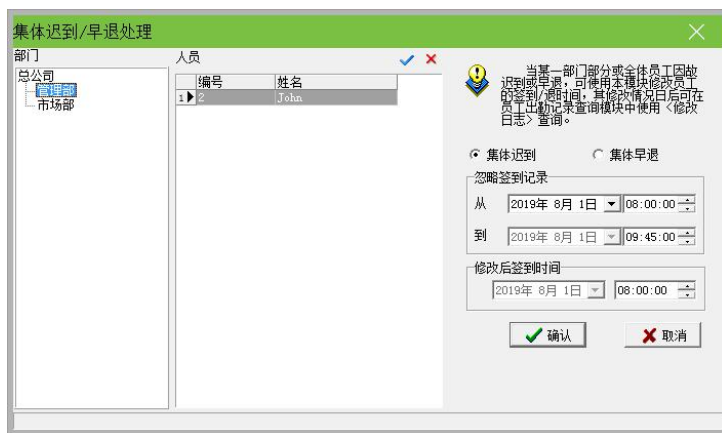 集体迟到/早退处理
部门
总公司
管理部
市场部
人员
编号 姓名
1 2 John
当某一部门部分或全体员工因故
迟到或早退，可使用本模块修改员工
的签到/退时间，其修改情况日后可在
员工出勤记录查询模块中使用〈修改
日志〉查询。
集体迟到 集体早退
忽略签到记录
从 2019年 8月 1日 08:00:00
到 2019年 8月 1日 09:45:00
修改后签到时间
2019年 8月 1日 08:00:00
确认 取消